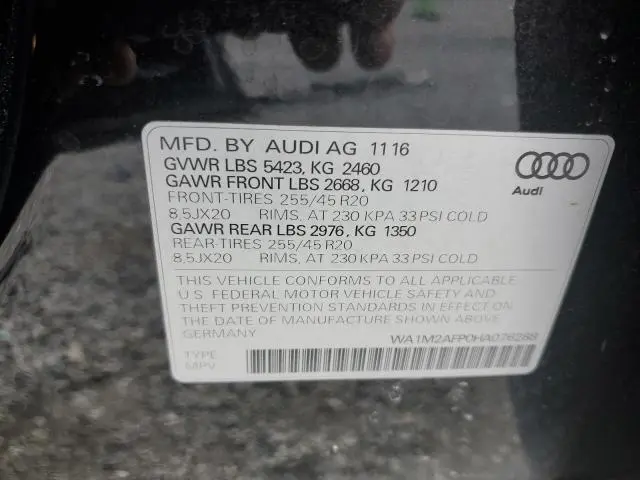 MFD. BY AUDI AG 11 16
GVWR LBS 5423, KG 2460
GAWR FRONT LBS 2668, KG 1210
FRONT-TIRES 255/45 R20
8,5JX20 RIMS, AT 230 KPA 33 PSI COLD
GAWR REAR LBS 2976, KG 1350
REAR-TIRES 255/45 R20
8,5JX20 RIMS, AT 230 KPA 33 PSI COLD
Audi
THIS VEHICLE CONFORMS TO ALL APPLICABLE
U.S. FEDERAL MOTOR VEHICLE SAFETY AND
THEFT PREVENTION STANDARDS IN EFFECT ON
THE DATE OF MANUFACTURE SHOWN ABOVE.
GERMANY
WA1M2AFP0HA076288
TYPE
MPV